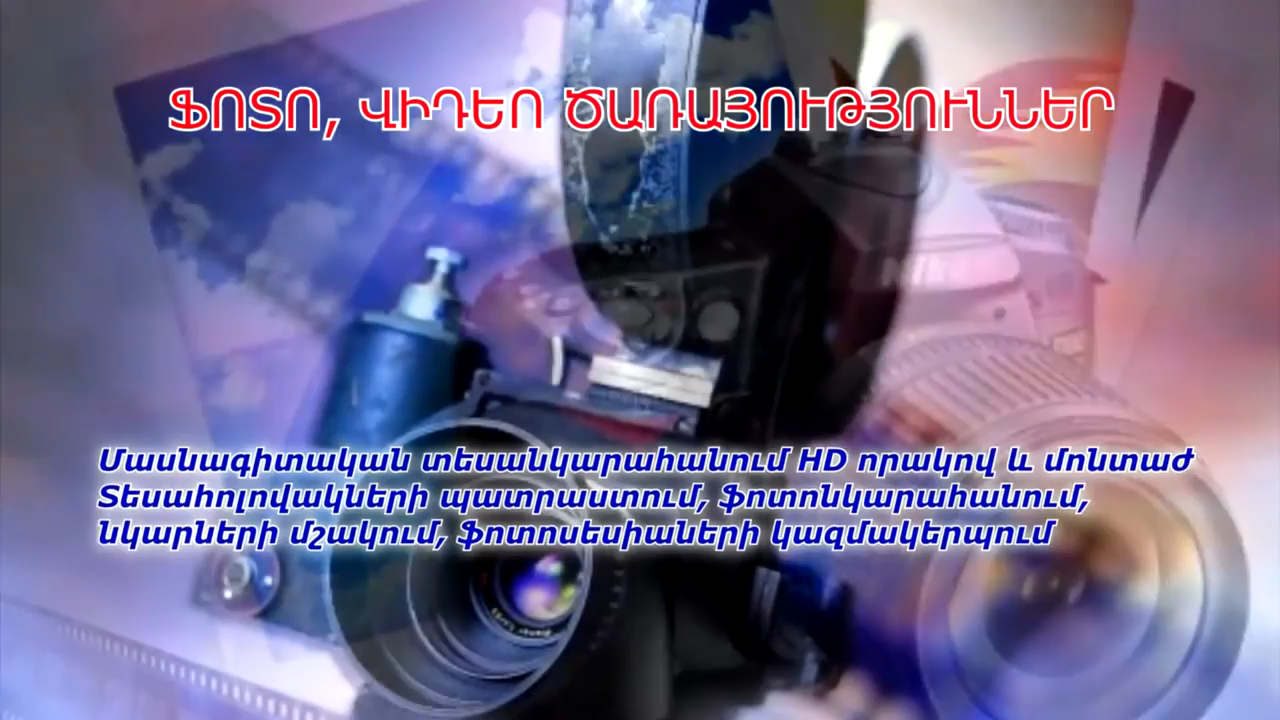 ՖՈՏՈ, ՎԻԴԵՈ ԾԱՌԱՅՈՒԹՅՈՒՆՆԵՐ
Մասնագիտական տեսանկարահանում HD որակով և մոնտաժ
Տեսահոլովակների պատրաստում, ֆոտոնկարահանում,
նկարների մշակում, ֆոտոսեսիաների կազմակերպում